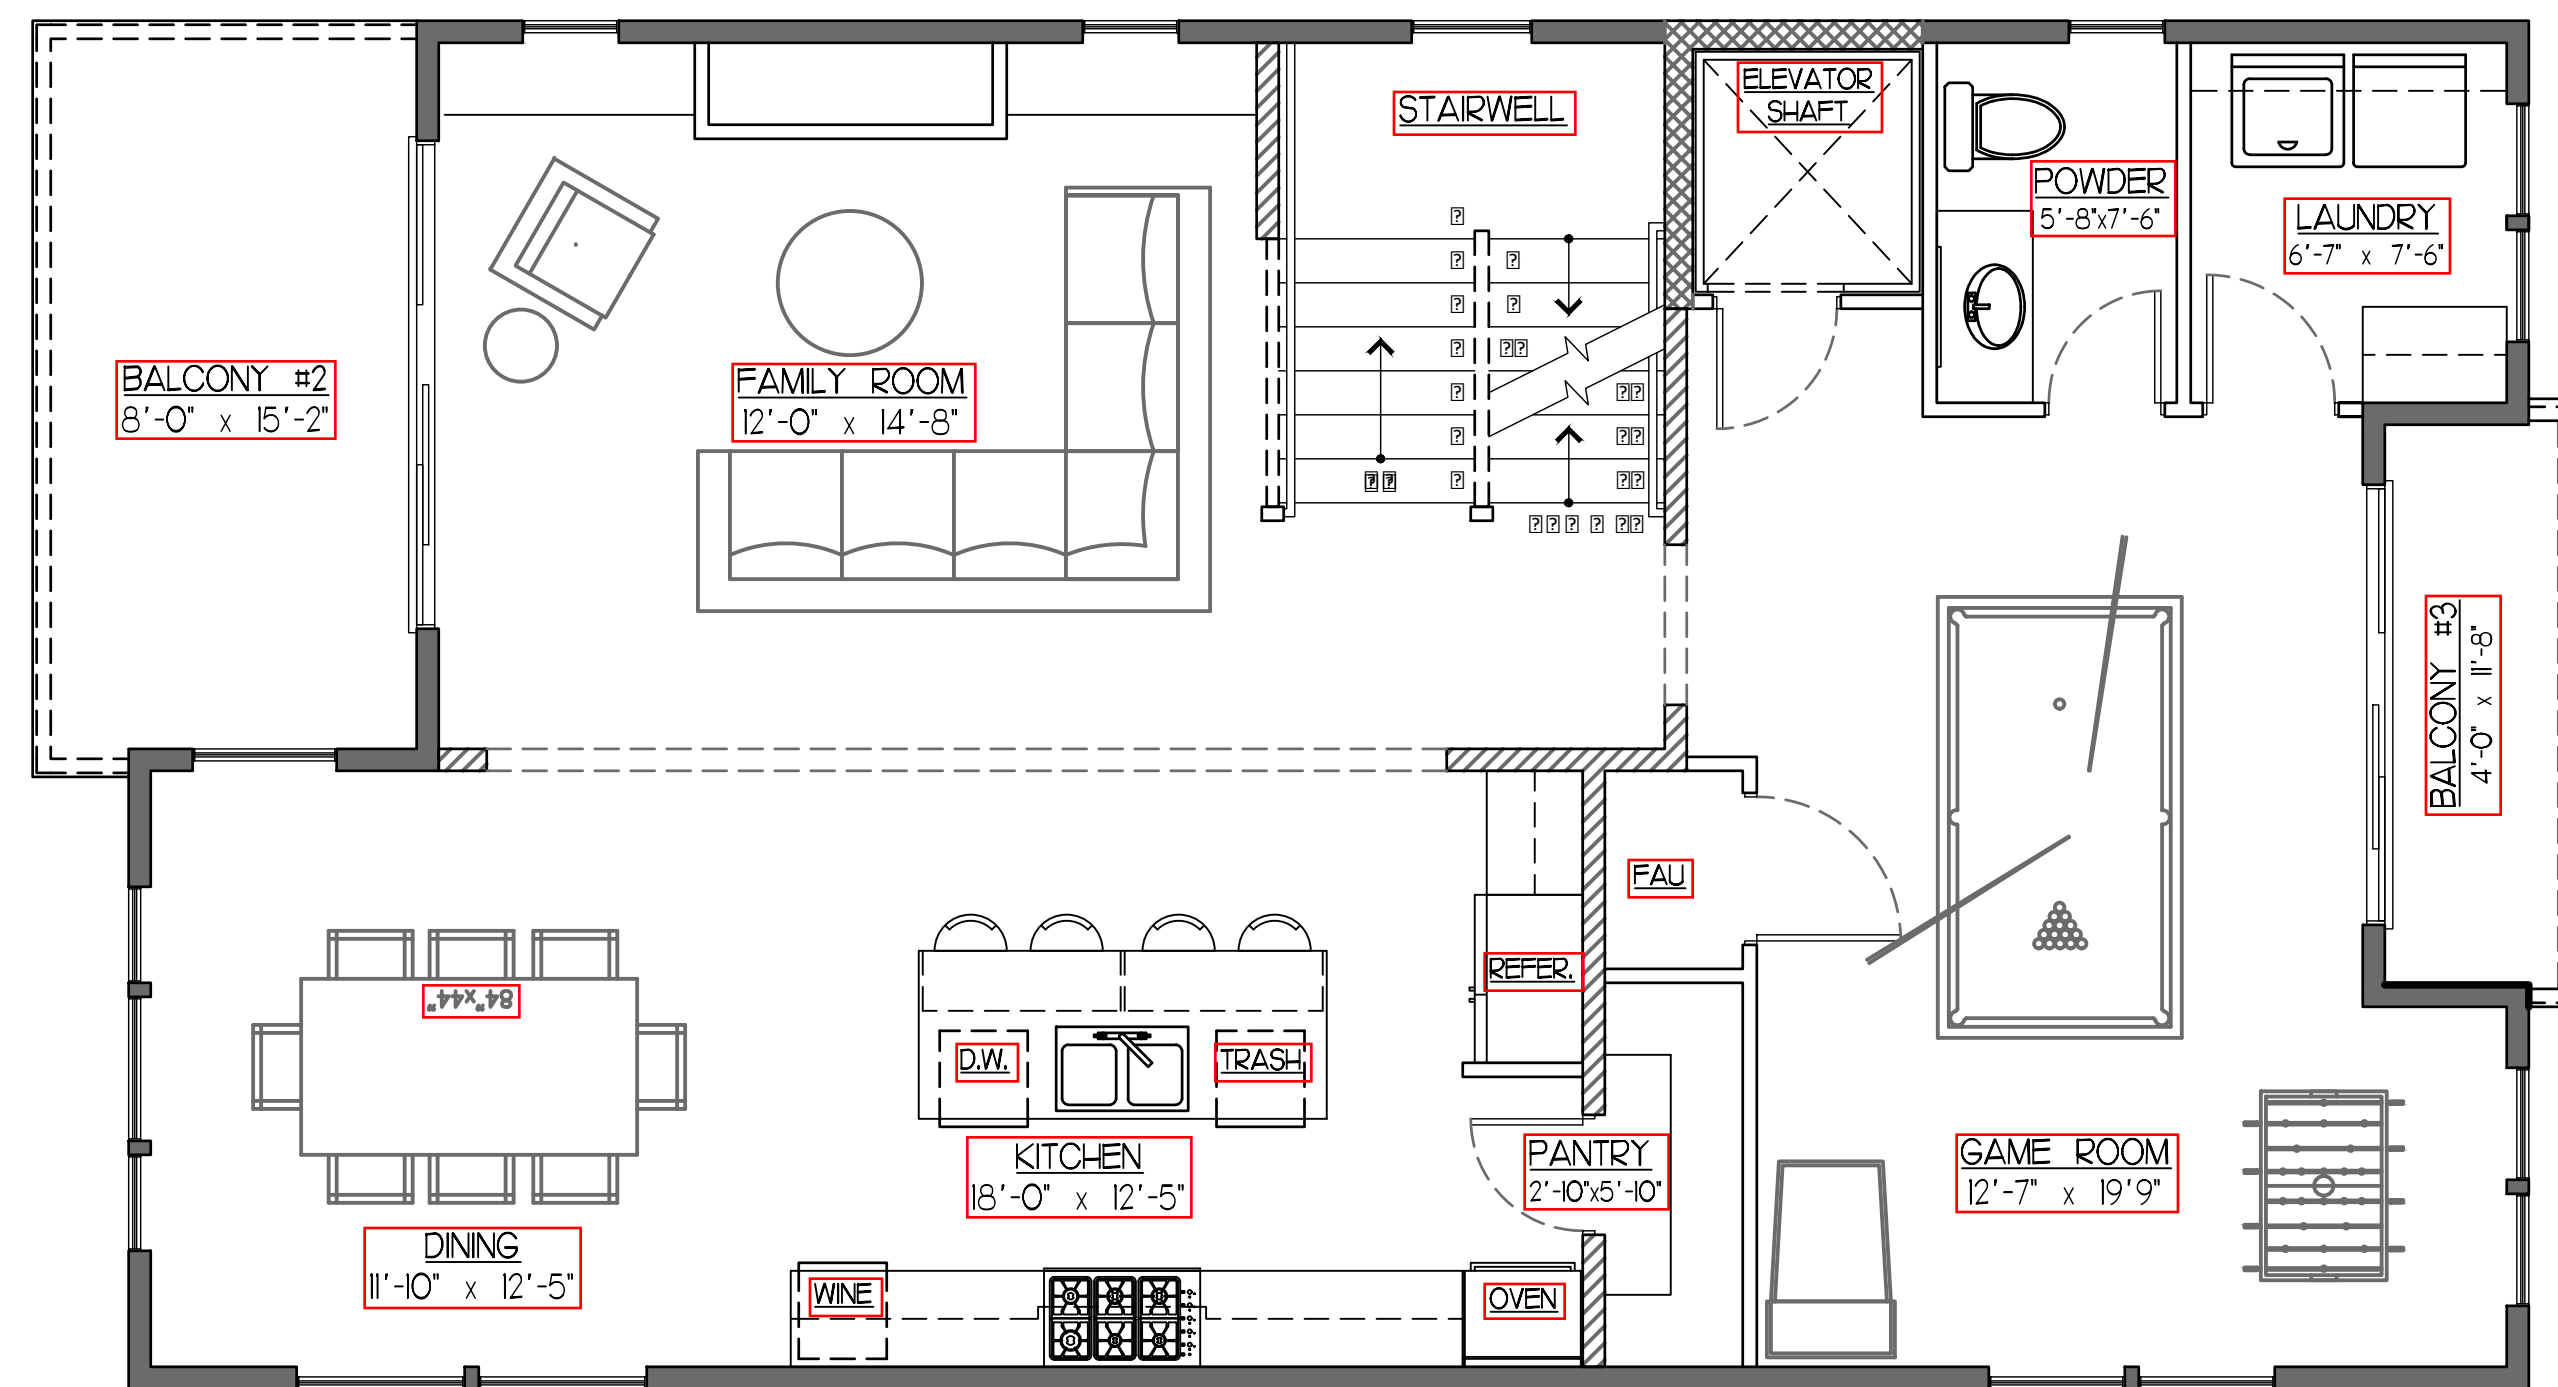 ELEVATOR
SHAFT
STAIRWELL
POWDER
5'-8"x7'-6"
LAUNDRY
6'-7" x 7'-6"
BALCONY #2
8'-0" x 15'-2"
FAMILY ROOM
12'-0" x 14'-8"
BALCONY #3
4'-0" x 11'-8"
FAU
REFER.
84"x44"
D.W.
TRASH
KITCHEN
18'-0" x 12'-5"
PANTRY
2'-10"x5'-10"
GAME ROOM
12'-7" x 19'9"
DINING
11'-10" x 12'-5"
WINE
OVEN